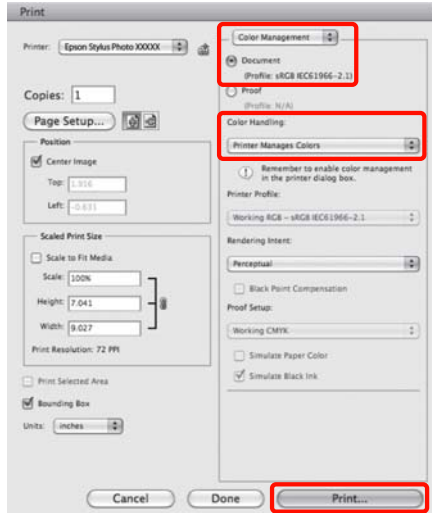 Print
Printer: Epson Stylus Photo XXXXX
Copies: 1
Page Setup...
Position
Center Image
Top: 1.916
Left: -0.631
Scaled Print Size
Scale to Fit Media
Scale: 100%
Height: 7.041
Width: 9.027
Print Resolution: 72 PPI
Print Selected Area
Bounding Box
Units: inches
Color Management
Document
(Profile: sRGB IEC61966-2.1)
Proof
(Profile: N/A)
Color Handling:
Printer Manages Colors
Remember to enable color management
in the printer dialog box.
Printer Profile:
Working RGB - sRGB IEC61966-2.1
Rendering Intent:
Perceptual
Black Point Compensation
Proof Setup:
Working CMYK
Simulate Paper Color
Simulate Black Ink
Cancel
Done
Print...